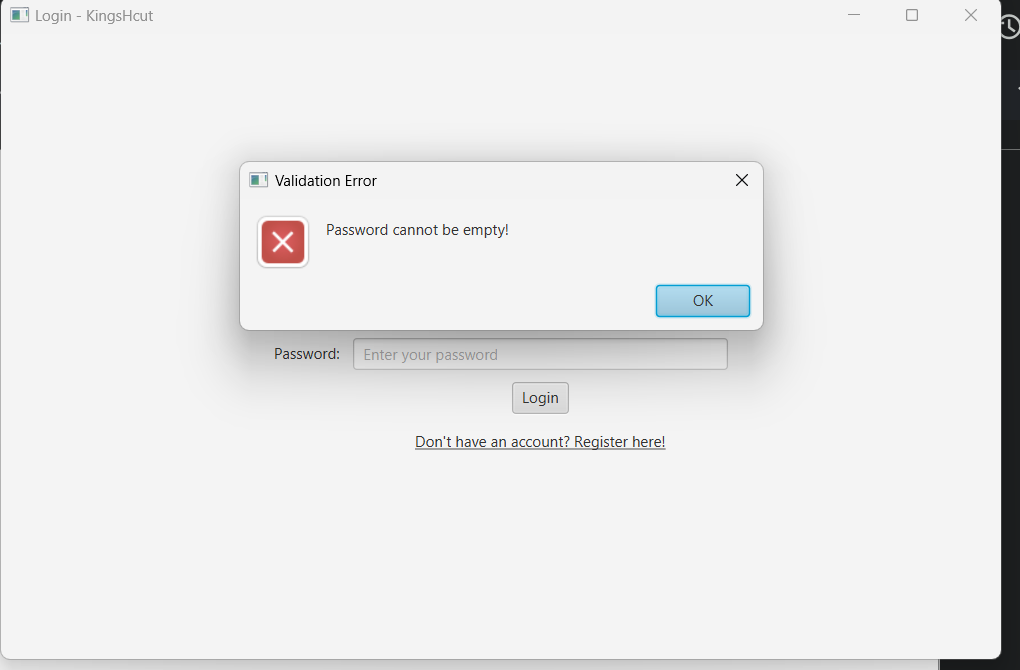 Login - KingsHcut
Validation Error
Password cannot be empty!
OK
Password: Enter your password
Login
Don't have an account? Register here!